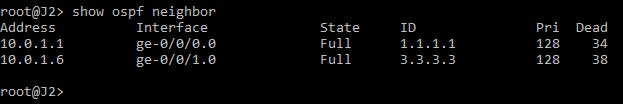 root@J2> show ospf neighbor
Address          Interface              State     ID               Pri  Dead
10.0.1.1         ge-0/0/0.0             Full      1.1.1.1          128    34
10.0.1.6         ge-0/0/1.0             Full      3.3.3.3          128    38
root@J2>